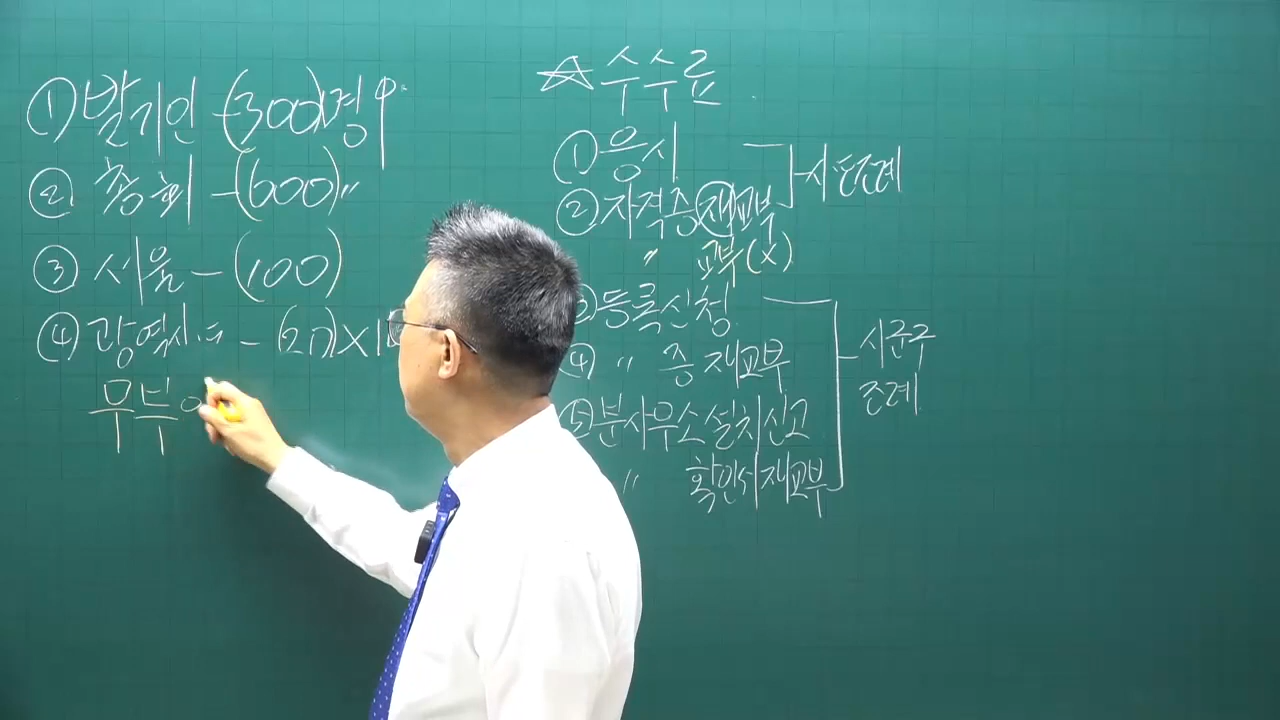 ① 발기인 - (300)명 우
② 총회 - (600)〃
③ 서울 - (100)
④ 광역시도 - (20)×1
무부
☆ 수수료
① 응시
② 자격증 재교부
시·도조례
〃 교부(×)
③ 등록신청
④ 〃 증 재교부
시군구
조례
⑤ 분사무소 설치신고
〃 확인서 재교부